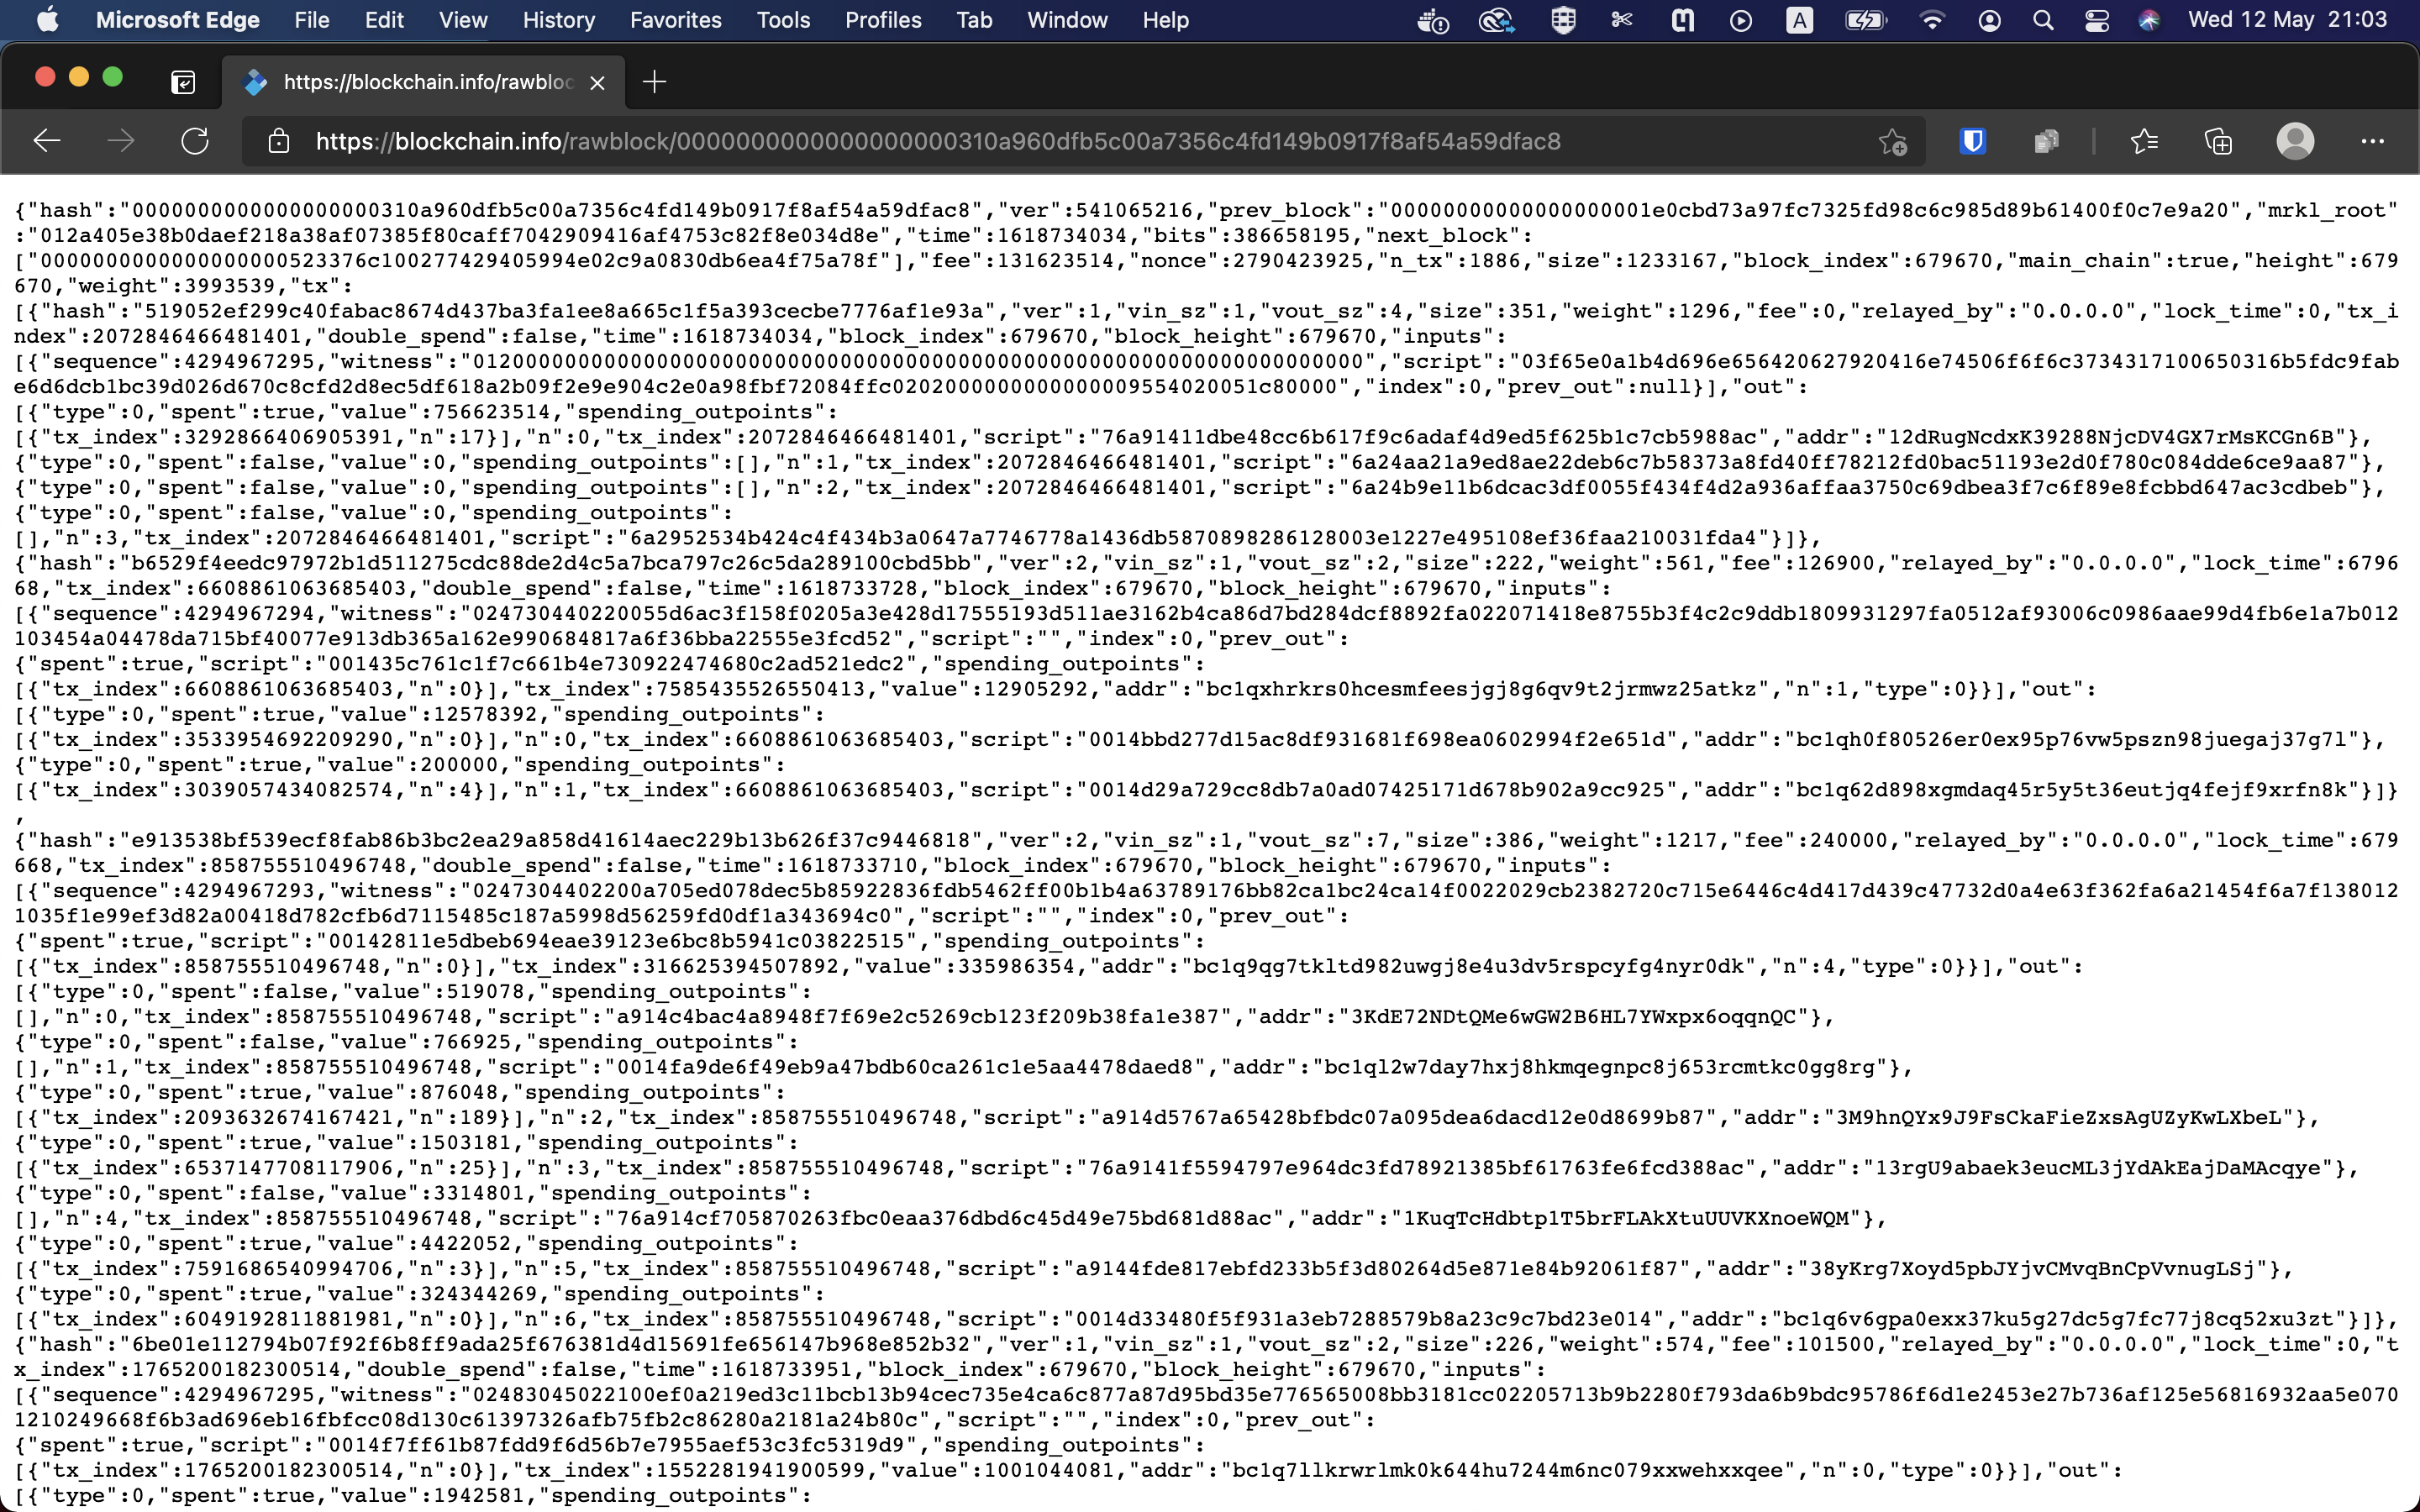 Microsoft Edge File Edit View History Favorites Tools Profiles Tab Window Help A Wed 12 May 21:03
https://blockchain.info/rawbloc
https://blockchain.info/rawblock/0000000000000000000310a960dfb5c00a7356c4fd149b0917f8af54a59dfac8
{"hash":"0000000000000000000310a960dfb5c00a7356c4fd149b0917f8af54a59dfac8","ver":541065216,"prev_block":"00000000000000000001e0cbd73a97fc7325fd98c6c985d89b61400f0c7e9a20","mrkl_root"
:"012a405e38b0daef218a38af07385f80caff7042909416af4753c82f8e034d8e","time":1618734034,"bits":386658195,"next_block":
["00000000000000000000523376c100277429405994e02c9a0830db6ea4f75a78f"],"fee":131623514,"nonce":2790423925,"n_tx":1886,"size":1233167,"block_index":679670,"main_chain":true,"height":679
670,"weight":3993539,"tx":
[{"hash":"519052ef299c40fabac8674d437ba3fa1ee8a665c1f5a393cecbe7776af1e93a","ver":1,"vin_sz":1,"vout_sz":4,"size":351,"weight":1296,"fee":0,"relayed_by":"0.0.0.0","lock_time":0,"tx_i
ndex":2072846466481401,"double_spend":false,"time":1618734034,"block_index":679670,"block_height":679670,"inputs":
[{"sequence":4294967295,"witness":"01200000000000000000000000000000000000000000000000000000000000000000","script":"03f65e0a1b4d696e656420627920416e74506f6f6c3734317100650316b5fdc9fab
e6d6dcb1bc39d026d670c8cfd2d8ec5df618a2b09f2e9e904c2e0a98fbf72084ffc0202000000000000009554020051c80000","index":0,"prev_out":null}],"out":
[{"type":0,"spent":true,"value":756623514,"spending_outpoints":
[{"tx_index":3292866406905391,"n":17}],"n":0,"tx_index":2072846466481401,"script":"76a91411dbe48cc6b617f9c6adaf4d9ed5f625b1c7cb5988ac","addr":"12dRugNcdxK39288NjcDV4GX7rMsKCGn6B"},
{"type":0,"spent":false,"value":0,"spending_outpoints":[],"n":1,"tx_index":2072846466481401,"script":"6a24aa21a9ed8ae22deb6c7b58373a8fd40ff78212fd0bac51193e2d0f780c084dde6ce9aa87"},
{"type":0,"spent":false,"value":0,"spending_outpoints":[],"n":2,"tx_index":2072846466481401,"script":"6a24b9e11b6dcac3df0055f434f4d2a936affaa3750c69dbea3f7c6f89e8fcbbd647ac3cdbeb"},
{"type":0,"spent":false,"value":0,"spending_outpoints":
[],"n":3,"tx_index":2072846466481401,"script":"6a2952534b424c4f434b3a0647a7746778a1436db5870898286128003e1227e495108ef36faa210031fda4"}]},
{"hash":"b6529f4eedc97972b1d511275cdc88de2d4c5a7bca797c26c5da289100cbd5bb","ver":2,"vin_sz":1,"vout_sz":2,"size":222,"weight":561,"fee":126900,"relayed_by":"0.0.0.0","lock_time":6796
68,"tx_index":6608861063685403,"double_spend":false,"time":1618733728,"block_index":679670,"block_height":679670,"inputs":
[{"sequence":4294967294,"witness":"024730440220055d6ac3f158f0205a3e428d17555193d511ae3162b4ca86d7bd284dcf8892fa022071418e8755b3f4c2c9ddb1809931297fa0512af93006c0986aae99d4fb6e1a7b012
103454a04478da715bf40077e913db365a162e990684817a6f36bba22555e3fcd52","script":"","index":0,"prev_out":
{"spent":true,"script":"001435c761c1f7c661b4e730922474680c2ad521edc2","spending_outpoints":
[{"tx_index":6608861063685403,"n":0}],"tx_index":7585435526550413,"value":12905292,"addr":"bc1qxhrkrs0hcesmfeesjgj8g6qv9t2jrmwz25atkz","n":1,"type":0}}],"out":
[{"type":0,"spent":true,"value":12578392,"spending_outpoints":
[{"tx_index":3533954692209290,"n":0}],"n":0,"tx_index":6608861063685403,"script":"0014bbd277d15ac8df931681f698ea0602994f2e651d","addr":"bc1qh0f80526er0ex95p76vw5pszn98juegaj37g7l"},
{"type":0,"spent":true,"value":200000,"spending_outpoints":
[{"tx_index":3039057434082574,"n":4}],"n":1,"tx_index":6608861063685403,"script":"0014d29a729cc8db7a0ad07425171d678b902a9cc925","addr":"bc1q62d898xgmdaq45r5y5t36eutjq4fejf9xrfn8k"}]}
,
{"hash":"e913538bf539ecf8fab86b3bc2ea29a858d41614aec229b13b626f37c9446818","ver":2,"vin_sz":1,"vout_sz":7,"size":386,"weight":1217,"fee":240000,"relayed_by":"0.0.0.0","lock_time":679
668,"tx_index":858755510496748,"double_spend":false,"time":1618733710,"block_index":679670,"block_height":679670,"inputs":
[{"sequence":4294967293,"witness":"0247304402200a705ed078dec5b85922836fdb5462ff00b1b4a63789176bb82ca1bc24ca14f0022029cb2382720c715e6446c4d417d439c47732d0a4e63f362fa6a21454f6a7f138012
1035f1e99ef3d82a00418d782cfb6d7115485c187a5998d56259fd0df1a343694c0","script":"","index":0,"prev_out":
{"spent":true,"script":"00142811e5dbeb694eae39123e6bc8b5941c03822515","spending_outpoints":
[{"tx_index":858755510496748,"n":0}],"tx_index":316625394507892,"value":335986354,"addr":"bc1q9qg7tkltd982uwgj8e4u3dv5rspcyfg4nyr0dk","n":4,"type":0}}],"out":
[{"type":0,"spent":false,"value":519078,"spending_outpoints":
[],"n":0,"tx_index":858755510496748,"script":"a914c4bac4a8948f7f69e2c5269cb123f209b38fa1e387","addr":"3KdE72NDtQMe6wGW2B6HL7YWxpx6oqqnQC"},
{"type":0,"spent":false,"value":766925,"spending_outpoints":
[],"n":1,"tx_index":858755510496748,"script":"0014fa9de6f49eb9a47bdb60ca261c1e5aa4478daed8","addr":"bc1ql2w7day7hxj8hkmqegnpc8j653rcmtkc0gg8rg"},
{"type":0,"spent":true,"value":876048,"spending_outpoints":
[{"tx_index":2093632674167421,"n":189}],"n":2,"tx_index":858755510496748,"script":"a914d5767a65428bfbdc07a095dea6dacd12e0d8699b87","addr":"3M9hnQYx9J9FsCkaFieZxsAgUZyKwLXbeL"},
{"type":0,"spent":true,"value":1503181,"spending_outpoints":
[{"tx_index":6537147708117906,"n":25}],"n":3,"tx_index":858755510496748,"script":"76a9141f5594797e964dc3fd78921385bf61763fe6fcd388ac","addr":"13rgU9abaek3eucML3jYdAkEajDaMAcqye"},
{"type":0,"spent":false,"value":3314801,"spending_outpoints":
[],"n":4,"tx_index":858755510496748,"script":"76a914cf705870263fbc0eaa376dbd6c45d49e75bd681d88ac","addr":"1KuqTcHdbtp1T5brFLAkXtuUUVKXnoeWQM"},
{"type":0,"spent":true,"value":4422052,"spending_outpoints":
[{"tx_index":7591686540994706,"n":3}],"n":5,"tx_index":858755510496748,"script":"a9144fde817ebfd233b5f3d80264d5e871e84b92061f87","addr":"38yKrg7Xoyd5pbJYjvCMvqBnCpVvnugLSj"},
{"type":0,"spent":true,"value":324344269,"spending_outpoints":
[{"tx_index":6049192811881981,"n":0}],"n":6,"tx_index":858755510496748,"script":"0014d33480f5f931a3eb7288579b8a23c9c7bd23e014","addr":"bc1q6v6gpa0exx37ku5g27dc5g7fc77j8cq52xu3zt"}]},
{"hash":"6be01e112794b07f92f6b8ff9ada25f676381d4d15691fe656147b968e852b32","ver":1,"vin_sz":1,"vout_sz":2,"size":226,"weight":574,"fee":101500,"relayed_by":"0.0.0.0","lock_time":0,"t
x_index":1765200182300514,"double_spend":false,"time":1618733951,"block_index":679670,"block_height":679670,"inputs":
[{"sequence":4294967295,"witness":"02483045022100ef0a219ed3c11bcb13b94cec735e4ca6c877a87d95bd35e776565008bb3181cc02205713b9b2280f793da6b9bdc95786f6d1e2453e27b736af125e56816932aa5e070
1210249668f6b3ad696eb16fbfcc08d130c61397326afb75fb2c86280a2181a24b80c","script":"","index":0,"prev_out":
{"spent":true,"script":"0014f7ff61b87fdd9f6d56b7e7955aef53c3fc5319d9","spending_outpoints":
[{"tx_index":1765200182300514,"n":0}],"tx_index":1552281941900599,"value":1001044081,"addr":"bc1q7llkrwrlmk0k644hu7244m6nc079xxwehxxqee","n":0,"type":0}}],"out":
[{"type":0,"spent":true,"value":1942581,"spending_outpoints":